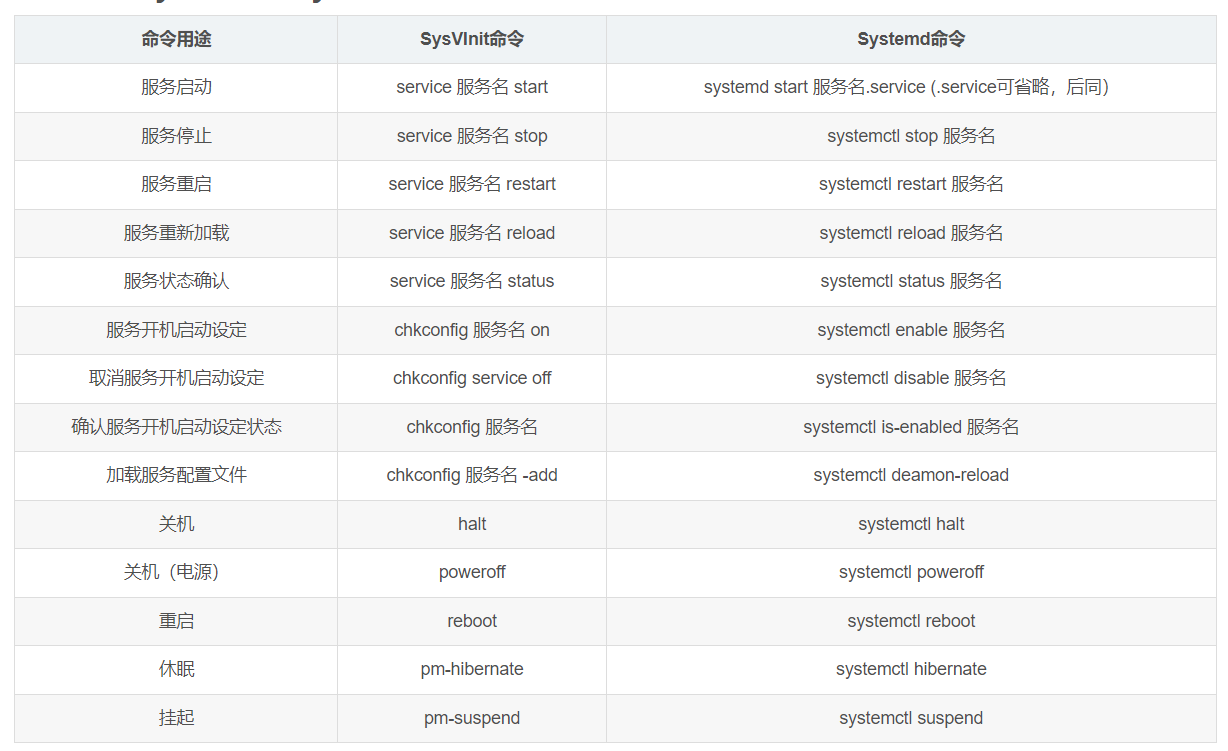 命令用途 SysVInit命令 Systemd命令
服务启动 service 服务名 start systemd start 服务名.service (.service可省略，后同）
服务停止 service 服务名 stop systemctl stop 服务名
服务重启 service 服务名 restart systemctl restart 服务名
服务重新加载 service 服务名 reload systemctl reload 服务名
服务状态确认 service 服务名 status systemctl status 服务名
服务开机启动设定 chkconfig 服务名 on systemctl enable 服务名
取消服务开机启动设定 chkconfig service off systemctl disable 服务名
确认服务开机启动设定状态 chkconfig 服务名 systemctl is-enabled 服务名
加载服务配置文件 chkconfig 服务名 -add systemctl deamon-reload
关机 halt systemctl halt
关机（电源） poweroff systemctl poweroff
重启 reboot systemctl reboot
休眠 pm-hibernate systemctl hibernate
挂起 pm-suspend systemctl suspend